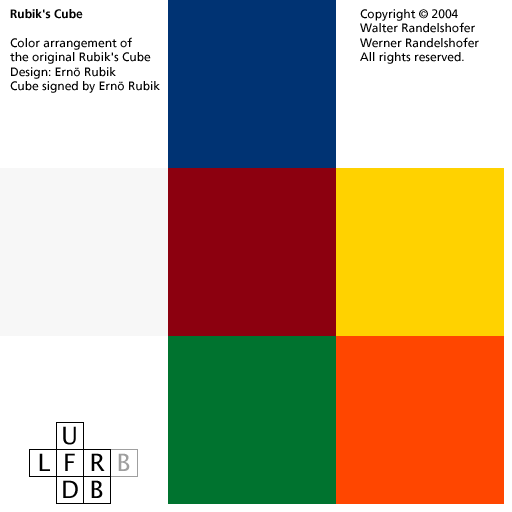 Rubik's Cube
Color arrangement of
the original Rubik's Cube
Design: Ernö Rubik
Cube signed by Ernö Rubik
Copyright © 2004
Walter Randelshofer
Werner Randelshofer
All rights reserved.
U
L F R B
D B